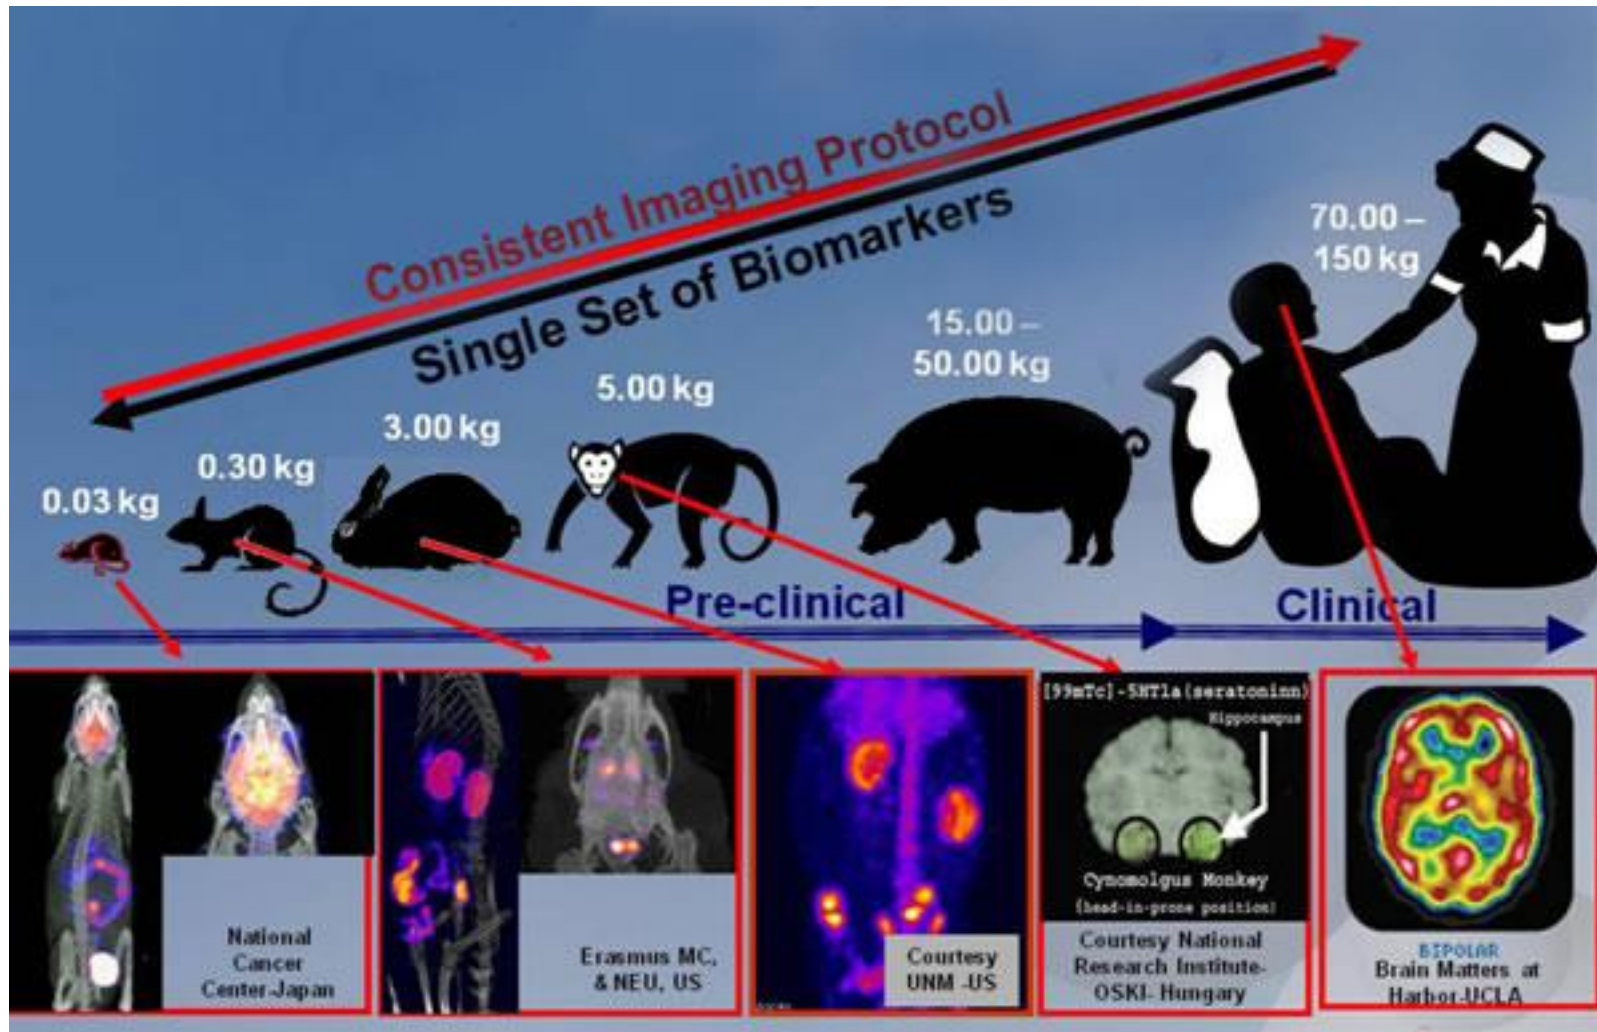 Consistent Imaging Protocol
Single Set of Biomarkers
70.00 –
150 kg
15.00 –
50.00 kg
5.00 kg
3.00 kg
0.30 kg
0.03 kg
Pre-clinical
Clinical
National
Cancer
Center-Japan
Erasmus MC,
& NEU, US
Courtesy
UNM -US
[99mTc]-5HT1a(seratoninn)
Hippocampus
Cynomolgus Monkey
(head-in-prone position)
Courtesy National
Research Institute-
OSKI- Hungary
BIPOLAR
Brain Matters at
Harbor-UCLA